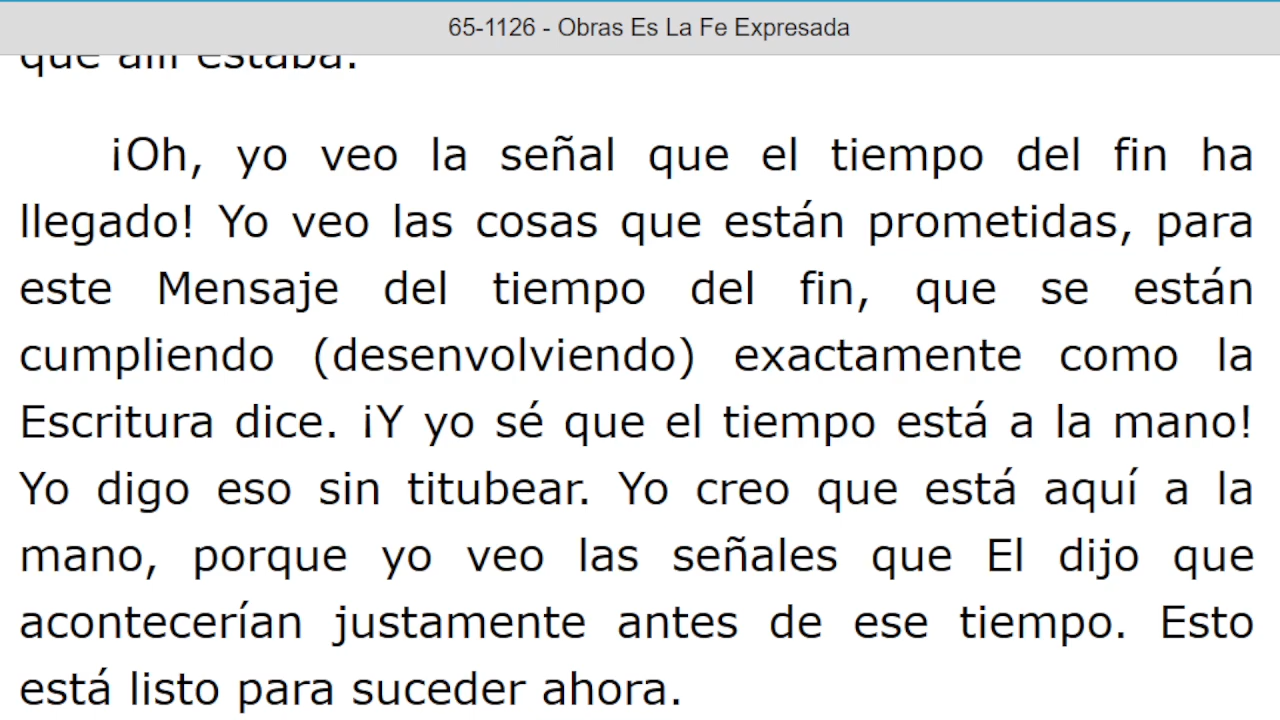 65-1126 - Obras Es La Fe Expresada
que allí estaba.
¡Oh, yo veo la señal que el tiempo del fin ha
llegado! Yo veo las cosas que están prometidas, para
este Mensaje del tiempo del fin, que se están
cumpliendo (desenvolviendo) exactamente como la
Escritura dice. ¡Y yo sé que el tiempo está a la mano!
Yo digo eso sin titubear. Yo creo que está aquí a la
mano, porque yo veo las señales que El dijo que
acontecerían justamente antes de ese tiempo. Esto
está listo para suceder ahora.